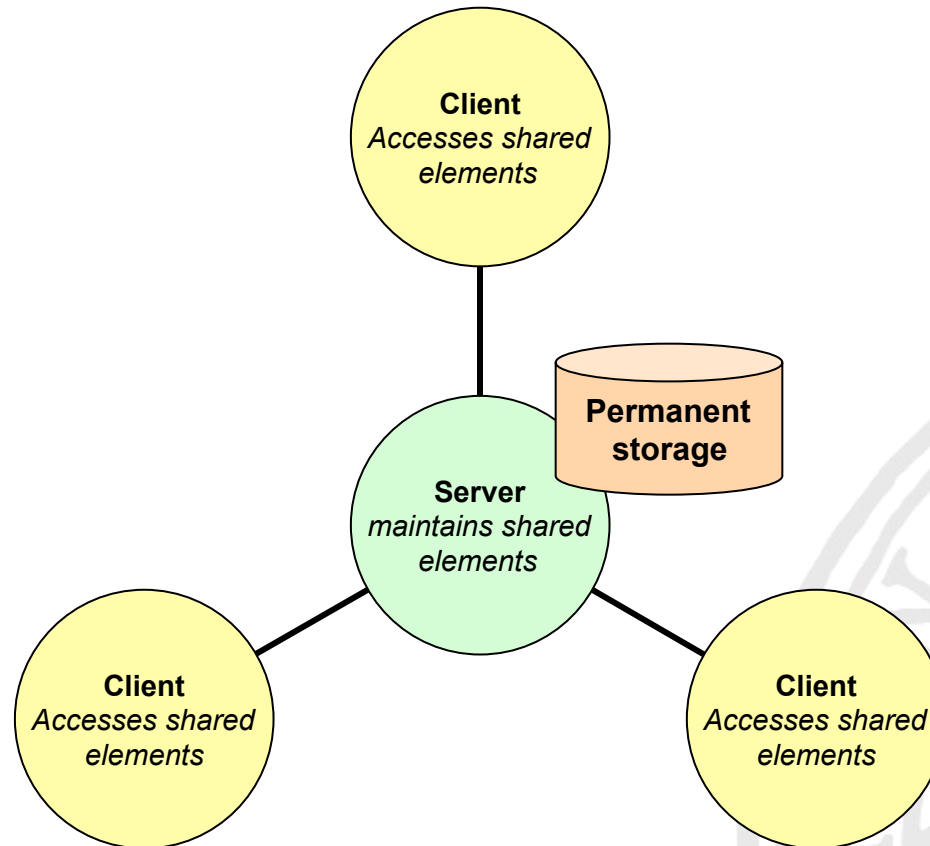 Client
Accesses shared
elements
Permanent
storage
Server
maintains shared
elements
Client
Accesses shared
elements
Client
Accesses shared
elements